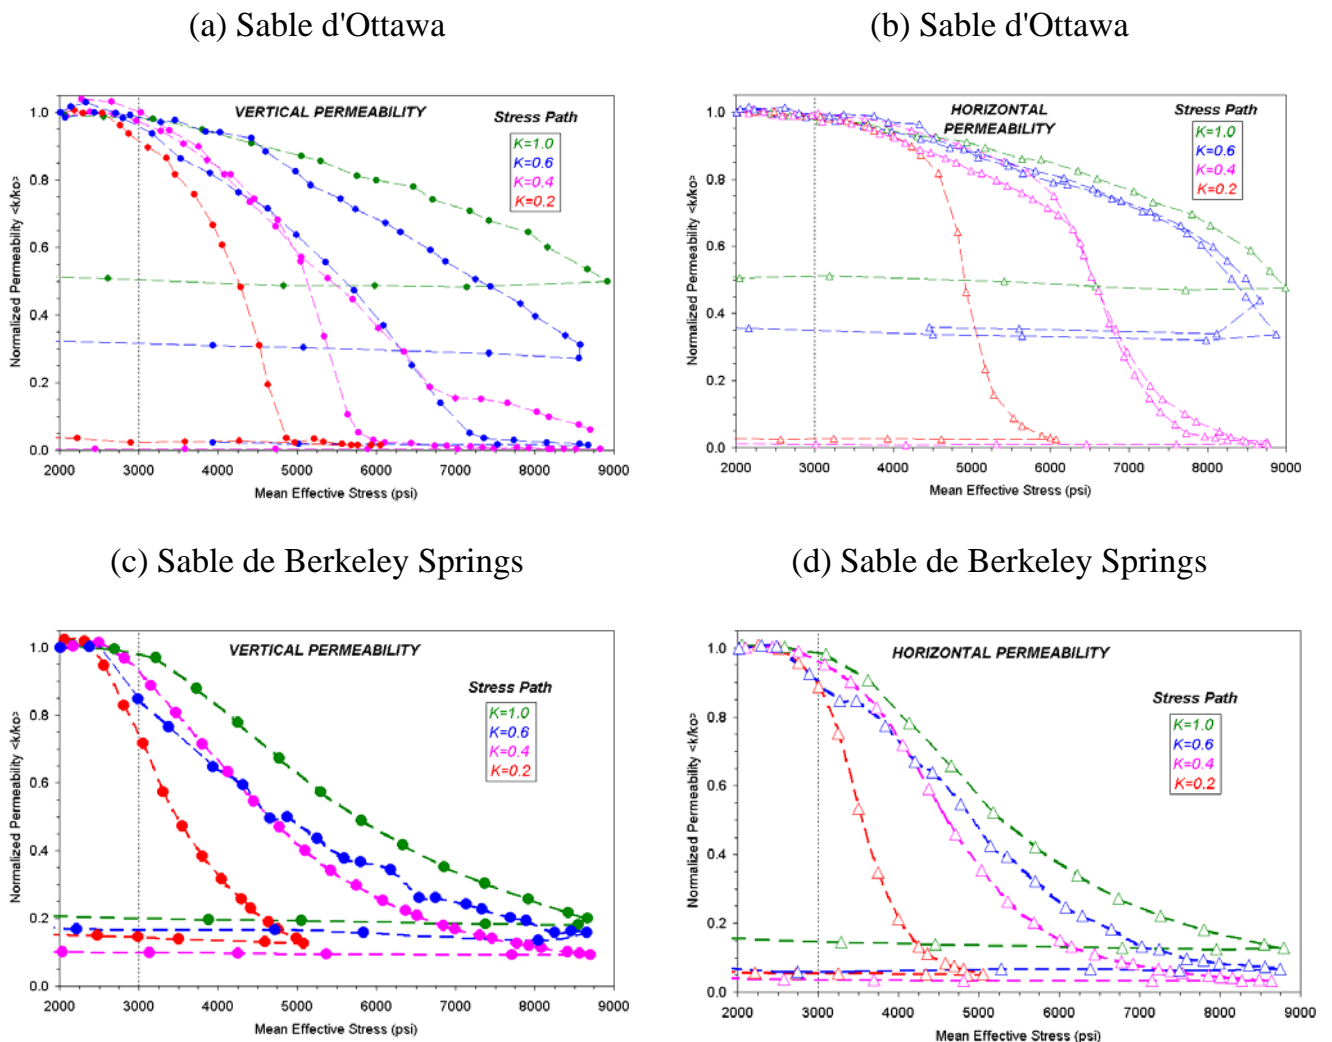 (a) Sable d'Ottawa
(b) Sable d'Ottawa
VERTICAL PERMEABILITY
Stress Path
K=1.0
K=0.6
K=0.4
K=0.2
Normalized Permeability <k/ko>
1.0
0.8
0.6
0.4
0.2
0.0
2000 3000 4000 5000 6000 7000 8000 9000
Mean Effective Stress (psi)
HORIZONTAL
PERMEABILITY
Stress Path
K=1.0
K=0.6
K=0.4
K=0.2
Normalized Permeability <k/ko>
1.0
0.8
0.6
0.4
0.2
0.0
2000 3000 4000 5000 6000 7000 8000 9000
Mean Effective Stress (psi)
(c) Sable de Berkeley Springs
(d) Sable de Berkeley Springs
VERTICAL PERMEABILITY
Stress Path
K=1.0
K=0.6
K=0.4
K=0.2
Normalized Permeability <k/ko>
1.0
0.8
0.6
0.4
0.2
0.0
2000 3000 4000 5000 6000 7000 8000 9000
Mean Effective Stress (psi)
HORIZONTAL PERMEABILITY
Stress Path
K=1.0
K=0.6
K=0.4
K=0.2
Normalized Permeability <k/ko>
1.0
0.8
0.6
0.4
0.2
0.0
2000 3000 4000 5000 6000 7000 8000 9000
Mean Effective Stress (psi)